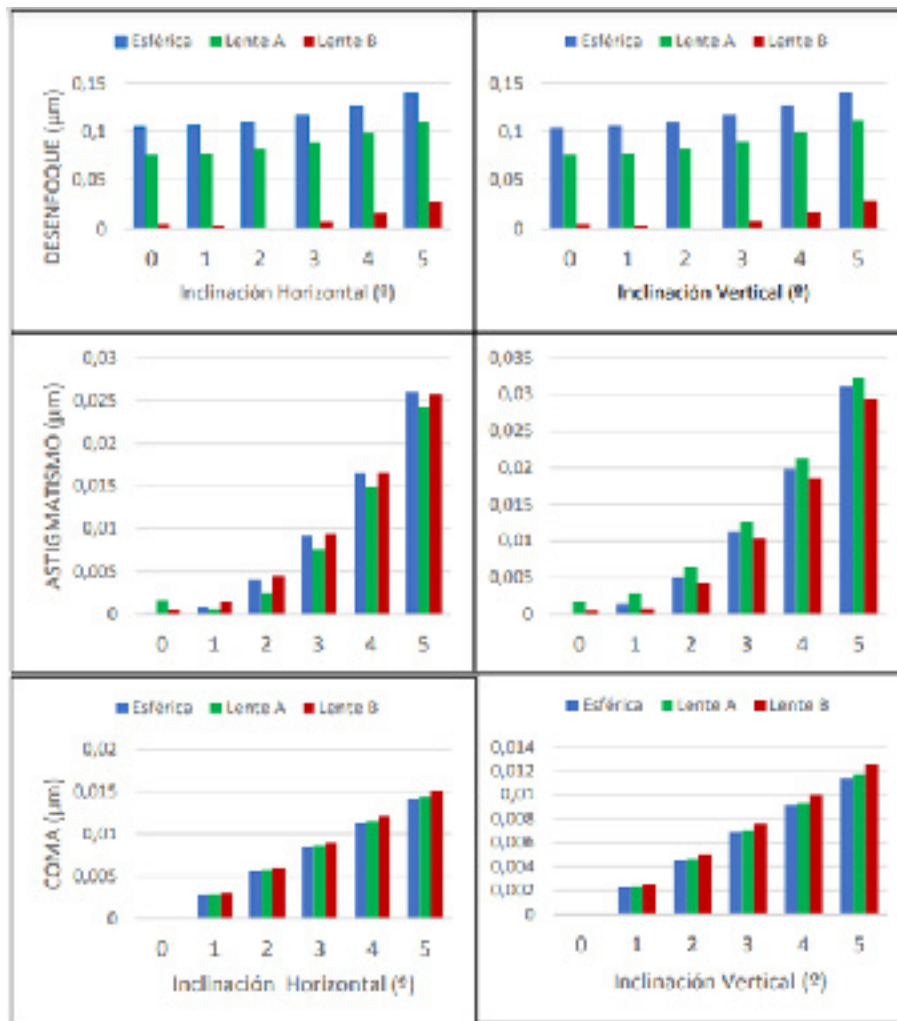 Esférica Lente A Lente B
DESENFOQUE (µm)
0,15
0,1
0,05
0
0 1 2 3 4 5
Inclinación Horizontal (º)
Esférica Lente A Lente B
0,15
0,1
0,05
0
0 1 2 3 4 5
Inclinación Vertical (º)
ASTIGMATISMO (µm)
0,03
0,025
0,02
0,015
0,01
0,005
0
0 1 2 3 4 5
0,035
0,03
0,025
0,02
0,015
0,01
0,005
0
0 1 2 3 4 5
Esférica Lente A Lente B
COMA (µm)
0,02
0,015
0,01
0,005
0
0 1 2 3 4 5
Inclinación Horizontal (º)
Esférica Lente A Lente B
0,014
0,012
0,01
0,008
0,006
0,004
0,002
0
0 1 2 3 4 5
Inclinación Vertical (º)